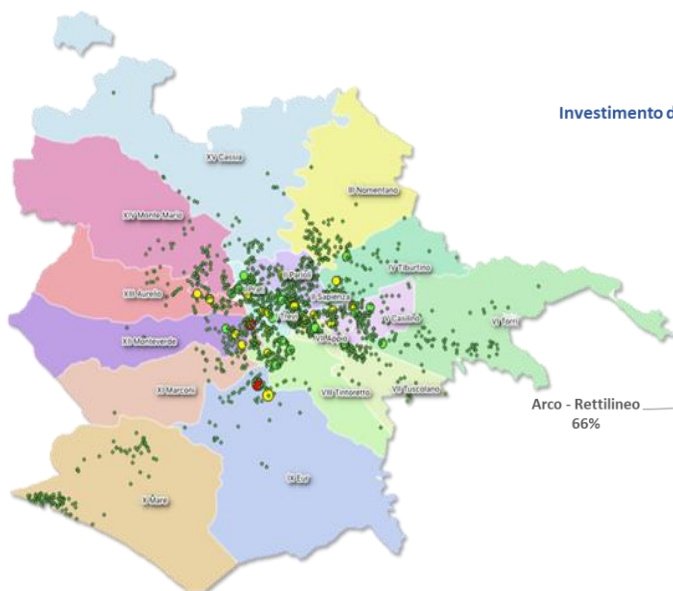 Investimento d
XV Cassia
III Nomentano
XIV Monte Mario
IV Tiburtino
II Parioli
XIII Aurelio
II Sapienza
Trevi
V Casilino
VI Torri
XII Monteverde
VII Appio
XI Marconi
VIII Tintoretto
VII Tuscolano
Arco - Rettilineo
66%
IX Eur
X Mare